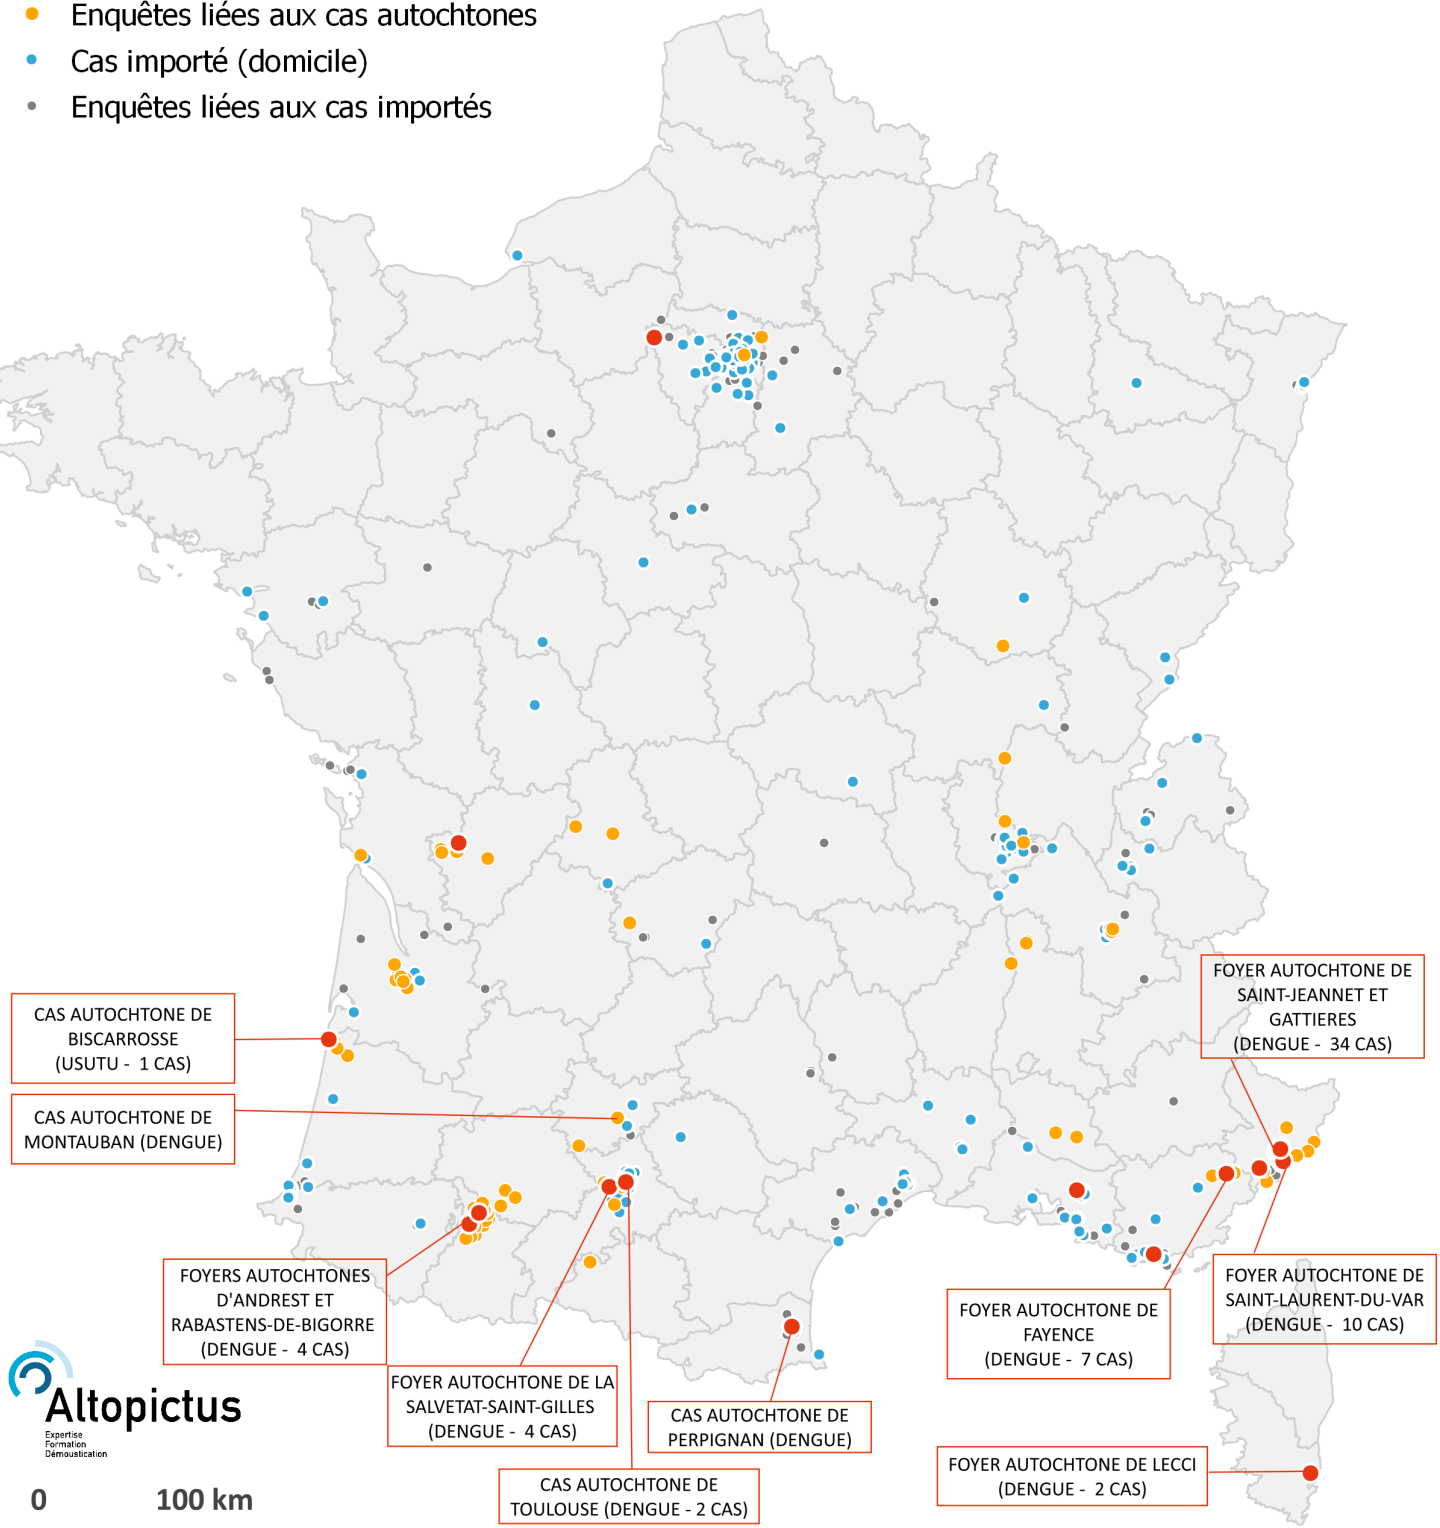 Enquêtes liées aux cas autochtones
Cas importé (domicile)
Enquêtes liées aux cas importés
FOYER AUTOCHTONE DE
SAINT-JEANNET ET
GATTIERES
(DENGUE - 34 CAS)
CAS AUTOCHTONE DE
BISCARROSSE
(USUTU - 1 CAS)
CAS AUTOCHTONE DE
MONTAUBAN (DENGUE)
FOYERS AUTOCHTONES
D'ANDREST ET
RABASTENS-DE-BIGORRE
(DENGUE - 4 CAS)
FOYER AUTOCHTONE DE
SAINT-LAURENT-DU-VAR
(DENGUE - 10 CAS)
FOYER AUTOCHTONE DE
FAYENCE
(DENGUE - 7 CAS)
FOYER AUTOCHTONE DE LA
SALVETAT-SAINT-GILLES
(DENGUE - 4 CAS)
CAS AUTOCHTONE DE
PERPIGNAN (DENGUE)
FOYER AUTOCHTONE DE LECCI
(DENGUE - 2 CAS)
CAS AUTOCHTONE DE
TOULOUSE (DENGUE - 2 CAS)
Altopictus
Expertise
Formation
Démoustication
0 100 km